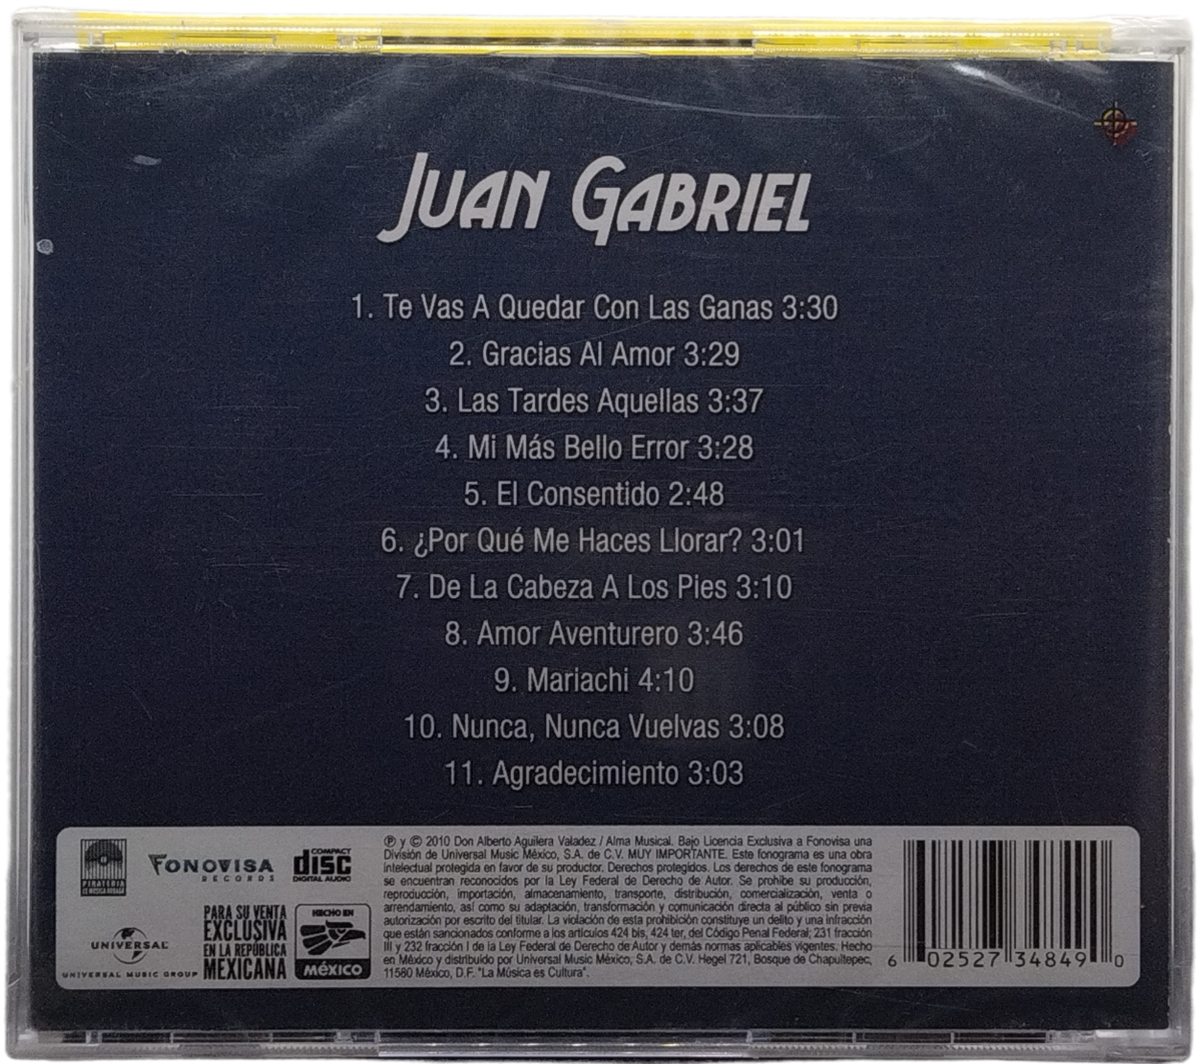 JUAN GABRIEL
1. Te Vas A Quedar Con Las Ganas 3:30
2. Gracias Al Amor 3:29
3. Las Tardes Aquellas 3:37
4. Mi Más Bello Error 3:28
5. El Consentido 2:48
6. ¿Por Qué Me Haces Llorar? 3:01
7. De La Cabeza A Los Pies 3:10
8. Amor Aventurero 3:46
9. Mariachi 4:10
10. Nunca, Nunca Vuelvas 3:08
11. Agradecimiento 3:03
PIRATERIA
FONOVISA
RECORDS
COMPACT
disc
DIGITAL AUDIO
UNIVERSAL
UNIVERSAL MUSIC GROUP
PARA SU VENTA
EXCLUSIVA
EN LA REPÚBLICA
MEXICANA
HECHO EN
MÉXICO
℗ y © 2010 Don Alberto Aguilera Valadez / Alma Musical. Bajo Licencia Exclusiva a Fonovisa una
División de Universal Music México, S.A. de C.V. MUY IMPORTANTE. Este fonograma es una obra
intelectual protegida en favor de su productor. Derechos protegidos. Los derechos de este fonograma
se encuentran reconocidos por la Ley Federal de Derecho de Autor. Se prohibe su producción,
reproducción, importación, almacenamiento, transporte, distribución, comercialización, venta o
arrendamiento, así como su adaptación, transformación y comunicación directa al público sin previa
autorización por escrito del titular. La violación de esta prohibición constituye un delito y una infracción
que están sancionados conforme a los artículos 424 bis, 424 ter, del Código Penal Federal; 231 fracción
III y 232 fracción I de la Ley Federal de Derecho de Autor y demás normas aplicables vigentes. Hecho
en México y distribuido por Universal Music México, S.A. de C.V. Hegel 721, Bosque de Chapultepec,
11580 México, D.F. "La Música es Cultura".
6 02527 34849 0